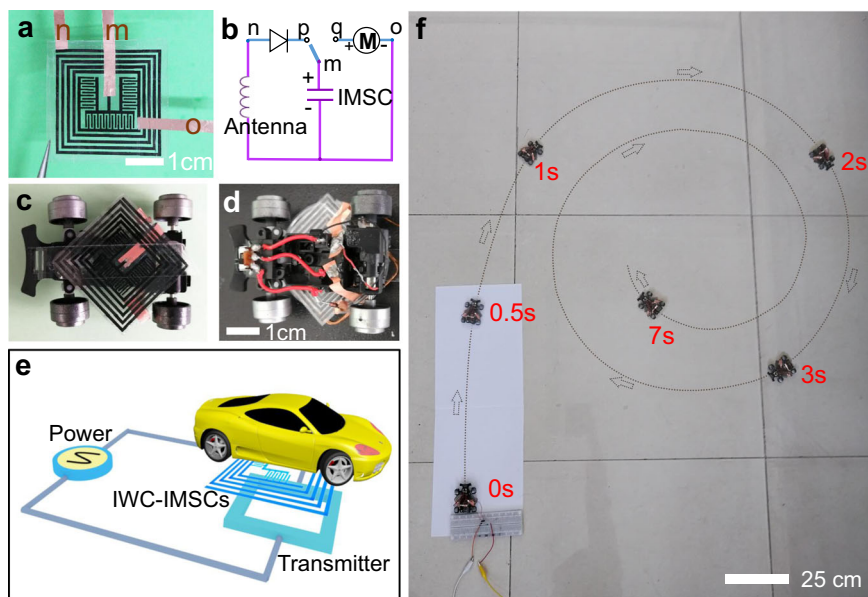 a
n
m
o
1cm
b
n
p
q
o
+
M
-
m
+
-
IMSC
Antenna
c
d
1cm
e
Power
IWC-IMSCs
Transmitter
f
1s
2s
0.5s
7s
3s
0s
25 cm